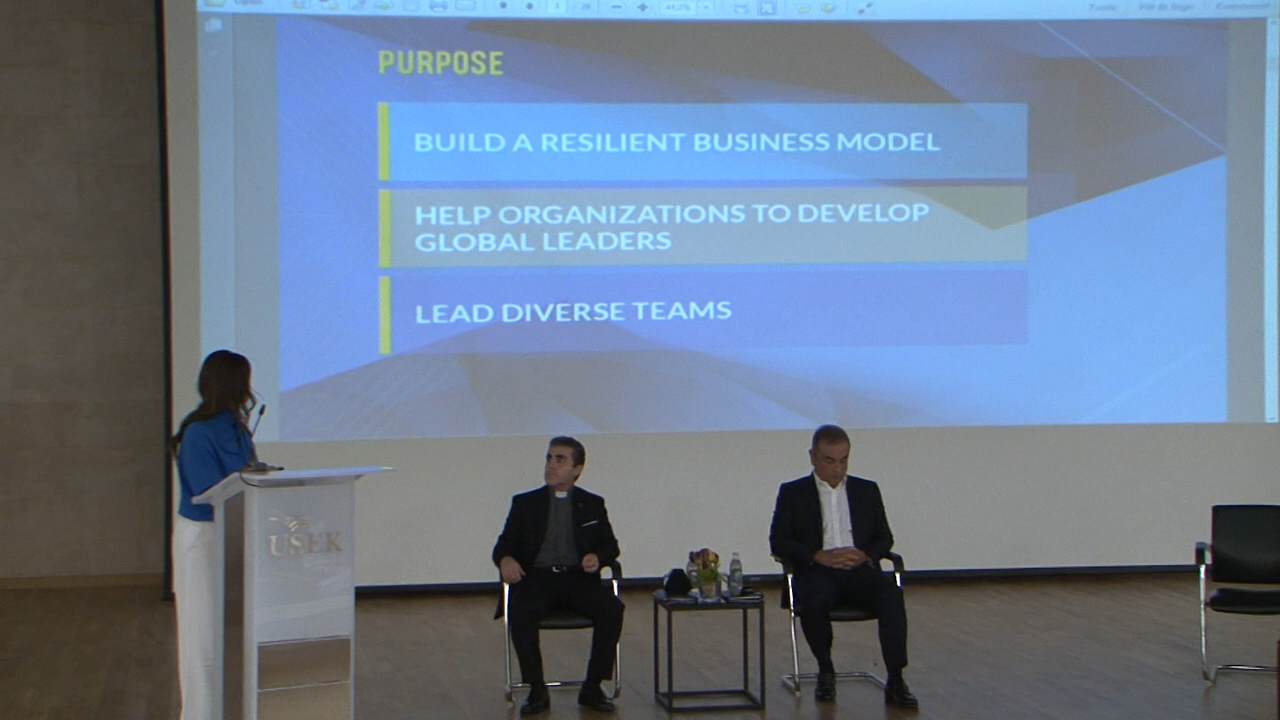 PURPOSE
BUILD A RESILIENT BUSINESS MODEL
HELP ORGANIZATIONS TO DEVELOP
GLOBAL LEADERS
LEAD DIVERSE TEAMS
USEK